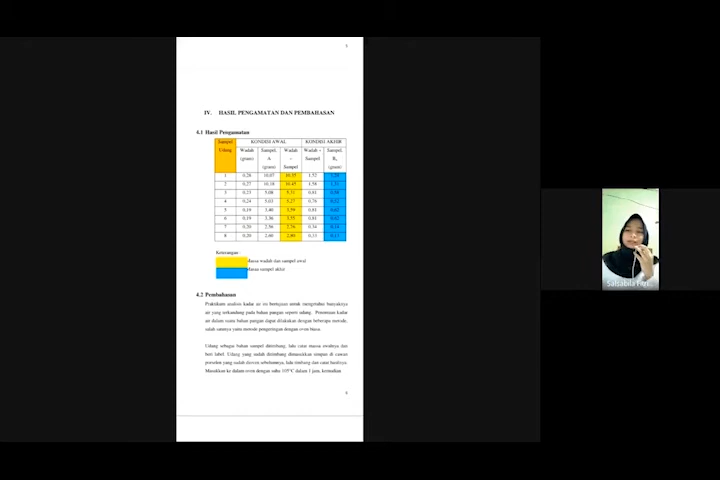 IV. HASIL PENGAMATAN DAN PEMBAHASAN
4.1 Hasil Pengamatan
Sampel Udang KONDISI AWAL KONDISI AKHIR
Wadah (gram) Sampel A (gram) Wadah – Sampel Wadah – Sampel Sampel (gram)
1 0,26 10,07 1,52
2 0,27 10,18 10,45 1,58
3 0,23 5,08 5,31 0,81
4 0,24 5,03 5,27 0,76
5 0,19 3,40 3,59 0,81
6 0,19 3,36 3,55 0,81
7 0,20 2,56 2,76 0,34
8 0,20 2,60 2,80 0,33
Keterangan :
Massa wadah dan sampel awal
Massa sampel akhir
4.2 Pembahasan
Praktikum analisis kadar air ini bertujuan untuk mengetahui banyaknya
air yang terkandung pada bahan pangan seperti udang. Penentuan kadar
air dalam suatu bahan pangan dapat dilakukan dengan beberapa metode,
salah satunya yaitu metode pengeringan dengan oven biasa.
Udang sebagai bahan sampel ditimbang, lalu catat massa awalnya dan
beri label. Udang yang sudah ditimbang dimasukkan simpan di cawan
porselen yang sudah dioven sebelumnya, lalu timbang dan catat hasilnya.
Masukkan ke dalam oven dengan suhu 105°C dalam 1 jam, kemudian